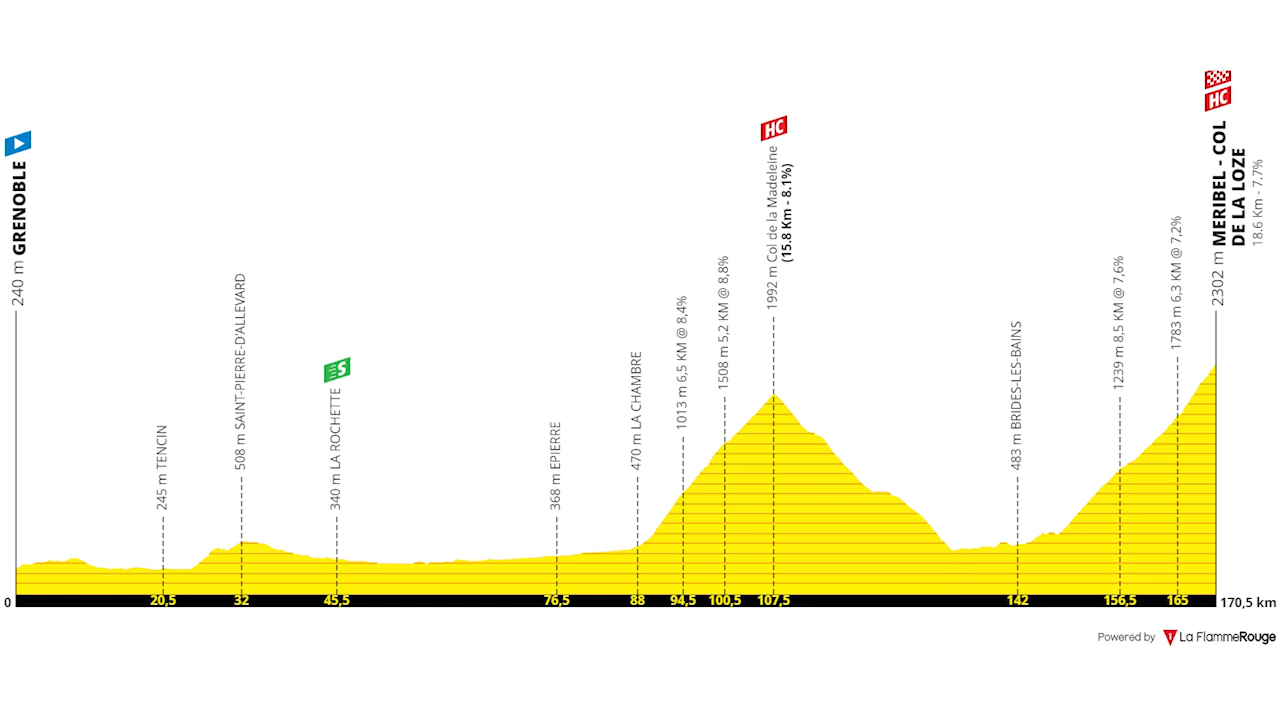 240 m GRENOBLE
245 m TENCIN
508 m SAINT-PIERRE-D'ALLEVARD
S
340 m LA ROCHETTE
368 m EPIERRE
470 m LA CHAMBRE
1013 m 6,5 KM @ 8,4%
1508 m 5,2 KM @ 8,8%
HC
1992 m Col de la Madeleine
(15.8 Km - 8.1%)
483 m BRIDES-LES-BAINS
1239 m 8,5 KM @ 7,6%
1783 m 6,3 KM @ 7,2%
HC
2302 m MERIBEL - COL
DE LA LOZE
18.6 Km - 7.7%
0 20,5 32 45,5 76,5 88 94,5 100,5 107,5 142 156,5 165 170,5 km
Powered by La FlammeRouge